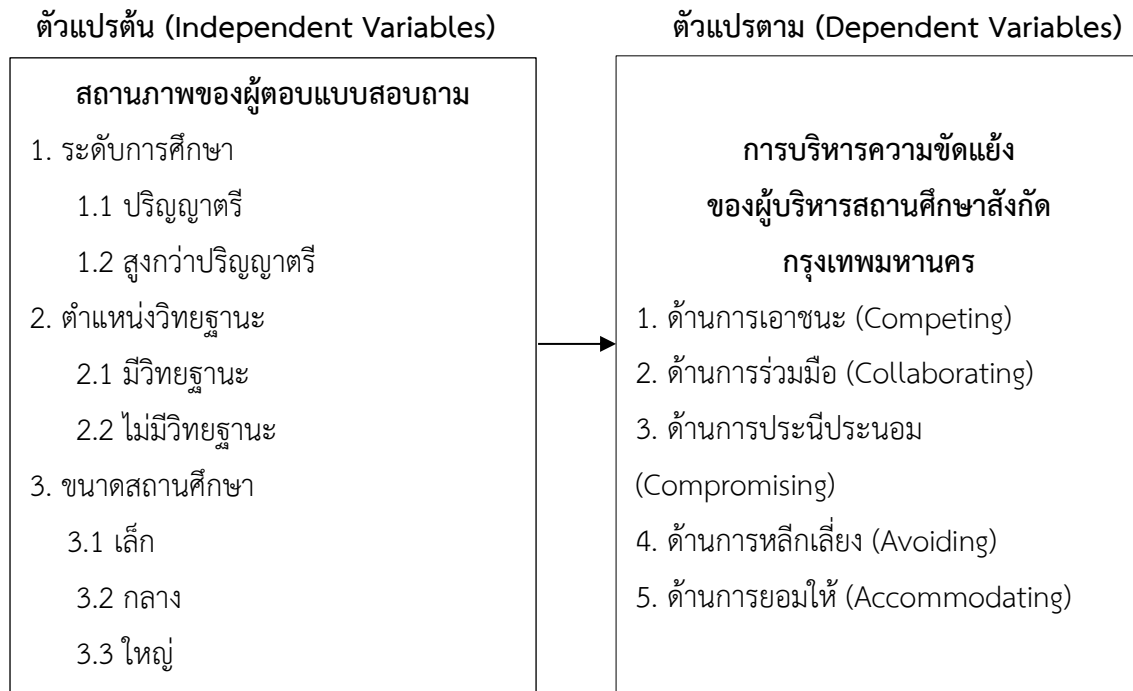 ตัวแปรต้น (Independent Variables)
สถานภาพของผู้ตอบแบบสอบถาม
1. ระดับการศึกษา
1.1 ปริญญาตรี
1.2 สูงกว่าปริญญาตรี
2. ตำแหน่งวิทยฐานะ
2.1 มีวิทยฐานะ
2.2 ไม่มีวิทยฐานะ
3. ขนาดสถานศึกษา
3.1 เล็ก
3.2 กลาง
3.3 ใหญ่
ตัวแปรตาม (Dependent Variables)
การบริหารความขัดแย้ง
ของผู้บริหารสถานศึกษาสังกัด
กรุงเทพมหานคร
1. ด้านการเอาชนะ (Competing)
2. ด้านการร่วมมือ (Collaborating)
3. ด้านการประนีประนอม
(Compromising)
4. ด้านการหลีกเลี่ยง (Avoiding)
5. ด้านการยอมให้ (Accommodating)